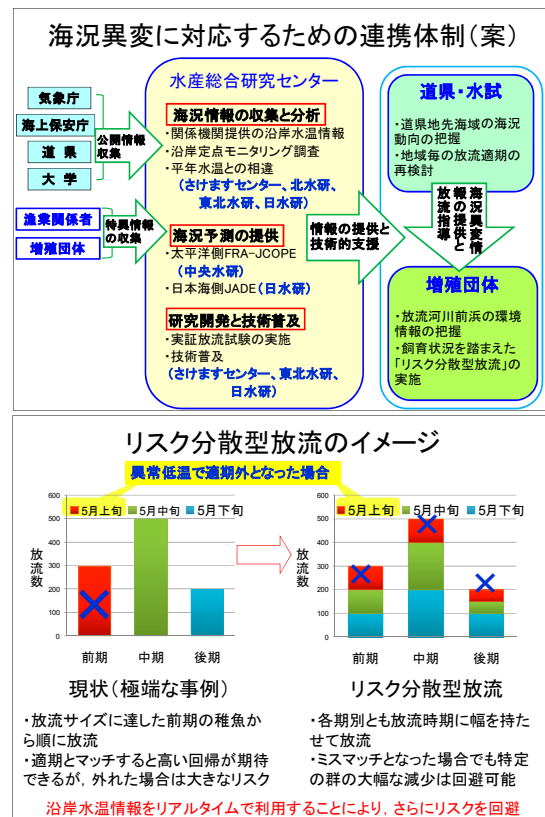 海況異変に対応するための連携体制（案）
気象庁
海上保安庁
道 県
大 学
公開情報
収集
漁業関係者
増殖団体
特異情報
の収集
水産総合研究センター
海況情報の収集と分析
・関係機関提供の沿岸水温情報
・沿岸定点モニタリング調査
・平年水温との相違
（さけますセンター、北水研、
東北水研、日水研）
海況予測の提供
・太平洋側FRA-JCOPE
（中央水研）
・日本海側JADE（日水研）
研究開発と技術普及
・実証放流試験の実施
・技術普及
（さけますセンター、東北水研、
日水研）
情報の提供と
技術的支援
道県・水試
・道県地先海域の海況
動向の把握
・地域毎の放流適期の
再検討
海況異変情
報の提供と
放流指導
増殖団体
・放流河川前浜の環境
情報の把握
・飼育状況を踏まえた
「リスク分散型放流」の
実施
リスク分散型放流のイメージ
異常低温で適期外となった場合
600
500
400
300
200
100
0
放流数
5月上旬 5月中旬 5月下旬
前期 中期 後期
現状（極端な事例）
・放流サイズに達した前期の稚魚か
ら順に放流
・適期とマッチすると高い回帰が期待
できるが，外れた場合は大きなリスク
600
500
400
300
200
100
0
放流数
5月上旬 5月中旬 5月下旬
前期 中期 後期
リスク分散型放流
・各期別とも放流時期に幅を持た
せて放流
・ミスマッチとなった場合でも特定
の群の大幅な減少は回避可能
沿岸水温情報をリアルタイムで利用することにより，さらにリスクを回避